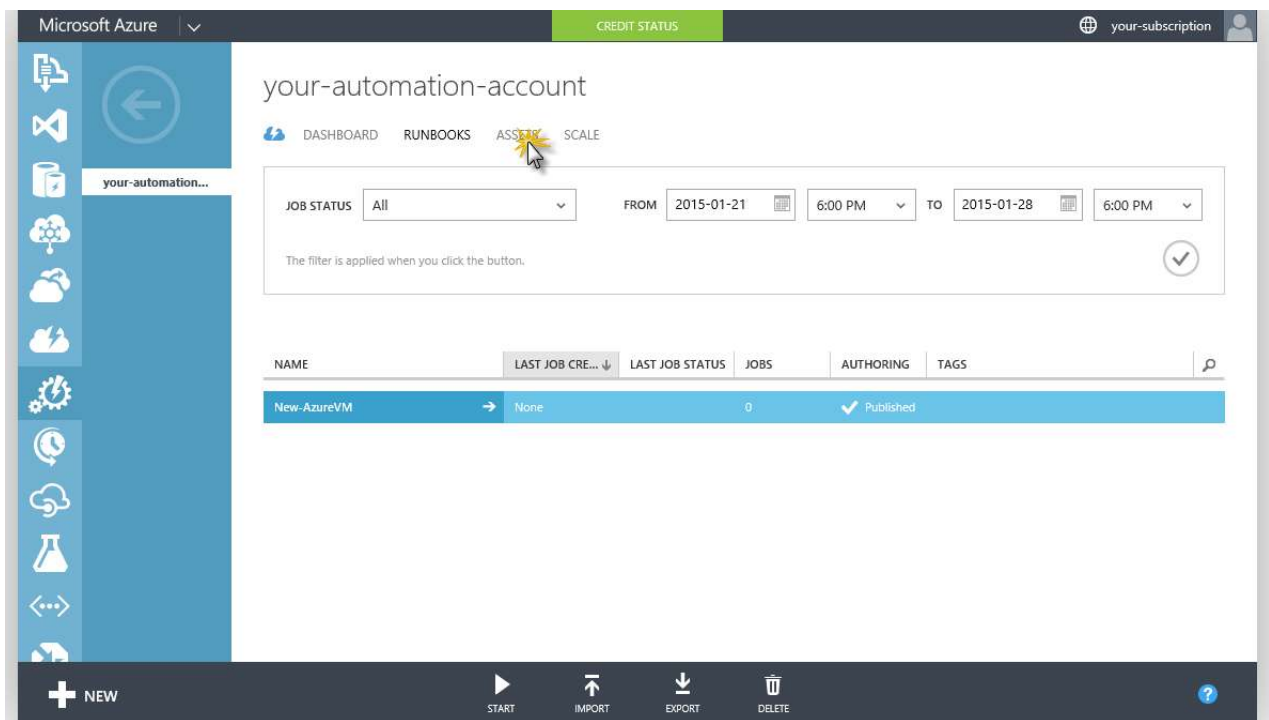 Microsoft Azure
CREDIT STATUS
your-subscription
your-automation-account
DASHBOARD RUNBOOKS ASSETS SCALE
your-automation...
JOB STATUS All FROM 2015-01-21 6:00 PM TO 2015-01-28 6:00 PM
The filter is applied when you click the button.
NAME LAST JOB CRE... LAST JOB STATUS JOBS AUTHORING TAGS
New-AzureVM None 0 Published
NEW
START IMPORT EXPORT DELETE
?